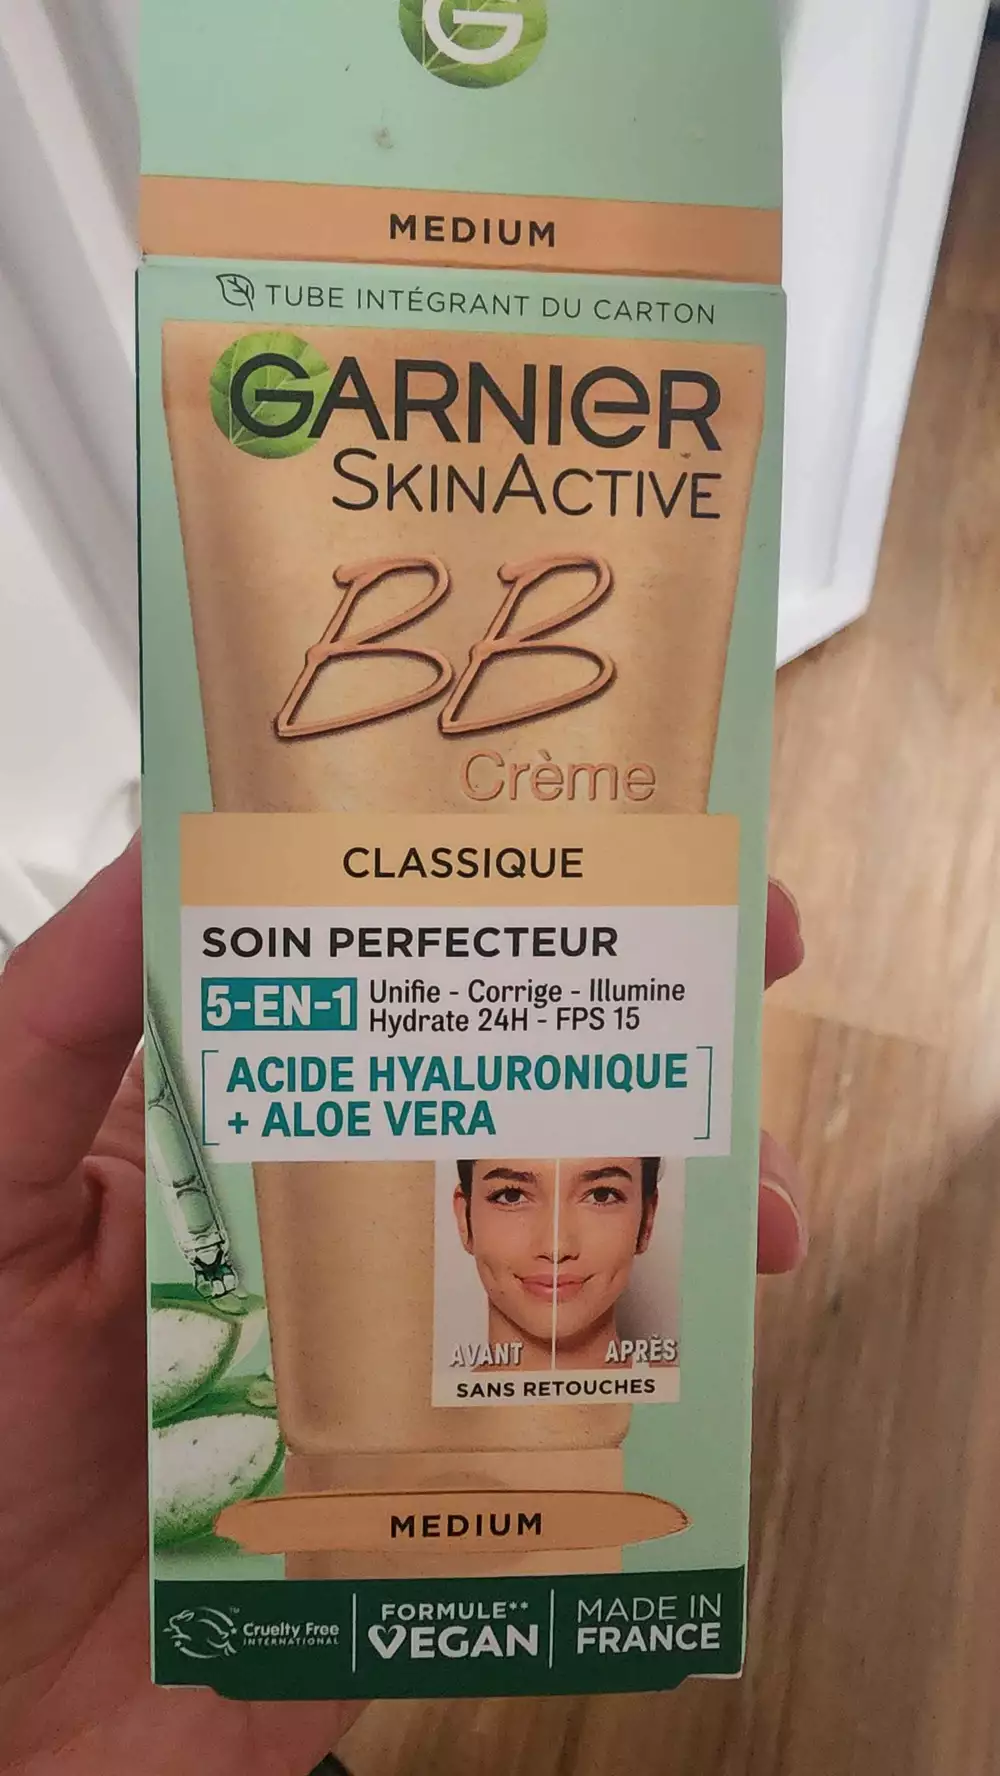 G
MEDIUM
TUBE INTÉGRANT DU CARTON
GARNIER
SKINACTIVE
BB
Crème
CLASSIQUE
SOIN PERFECTEUR
5-EN-1 Unifie - Corrige - Illumine
Hydrate 24H - FPS 15
ACIDE HYALURONIQUE
+ ALOE VERA
AVANT APRÈS
SANS RETOUCHES
MEDIUM
Cruelty Free
INTERNATIONAL
FORMULE**
VEGAN
MADE IN
FRANCE